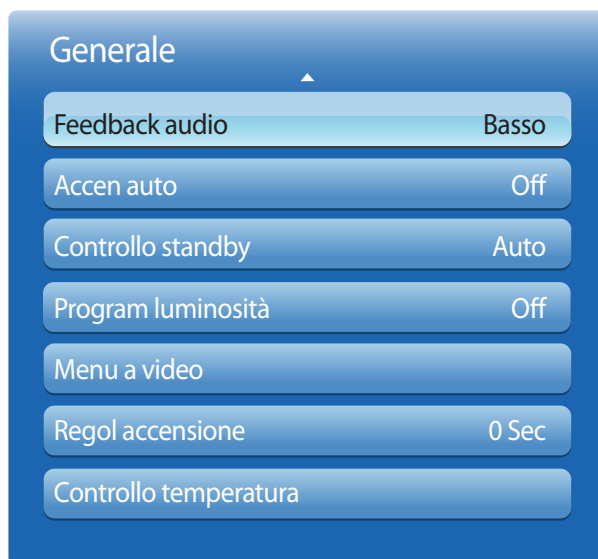 Generale
Feedback audio Basso
Accen auto Off
Controllo standby Auto
Program luminosità Off
Menu a video
Regol accensione 0 Sec
Controllo temperatura